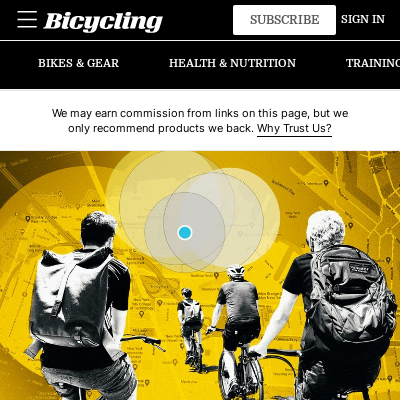 Bicycling
SUBSCRIBE
SIGN IN
BIKES & GEAR
HEALTH & NUTRITION
TRAINING
We may earn commission from links on this page, but we
only recommend products we back. Why Trust Us?